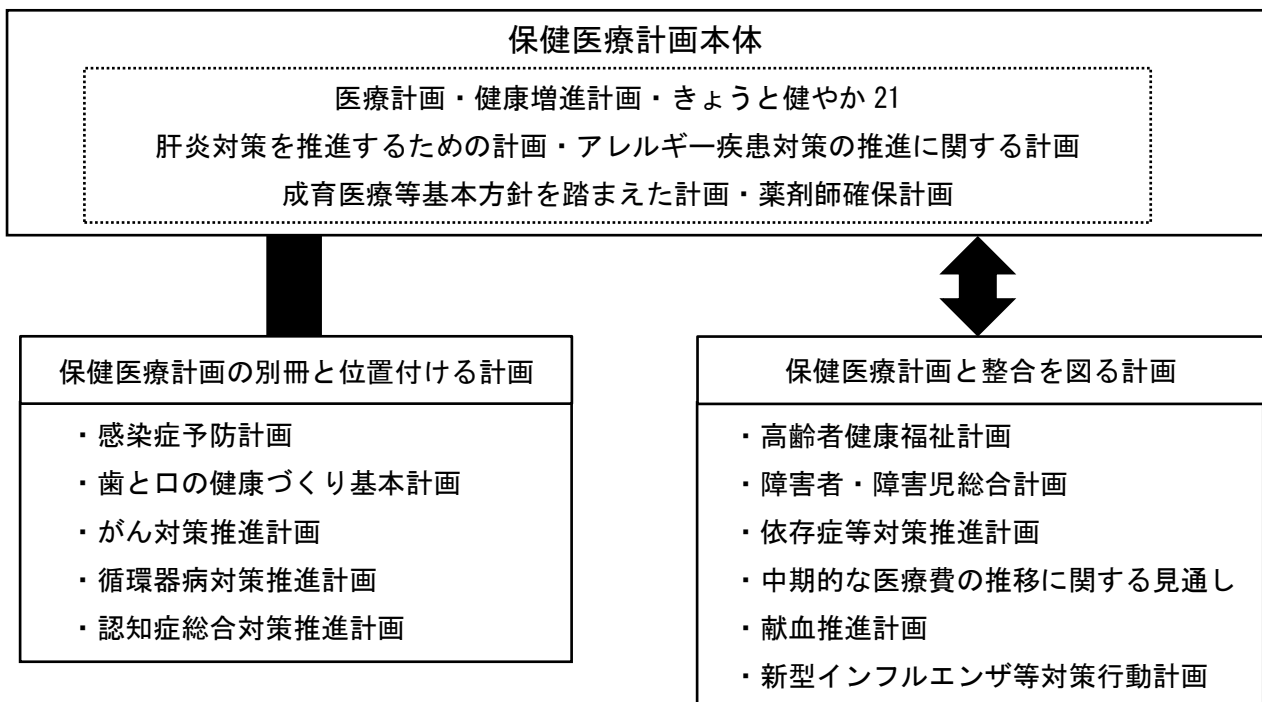 保健医療計画本体
医療計画・健康増進計画・きょうと健やか 21
肝炎対策を推進するための計画・アレルギー疾患対策の推進に関する計画
成育医療等基本方針を踏まえた計画・薬剤師確保計画
保健医療計画の別冊と位置付ける計画
・感染症予防計画
・歯と口の健康づくり基本計画
・がん対策推進計画
・循環器病対策推進計画
・認知症総合対策推進計画
保健医療計画と整合を図る計画
・高齢者健康福祉計画
・障害者・障害児総合計画
・依存症等対策推進計画
・中期的な医療費の推移に関する見通し
・献血推進計画
・新型インフルエンザ等対策行動計画